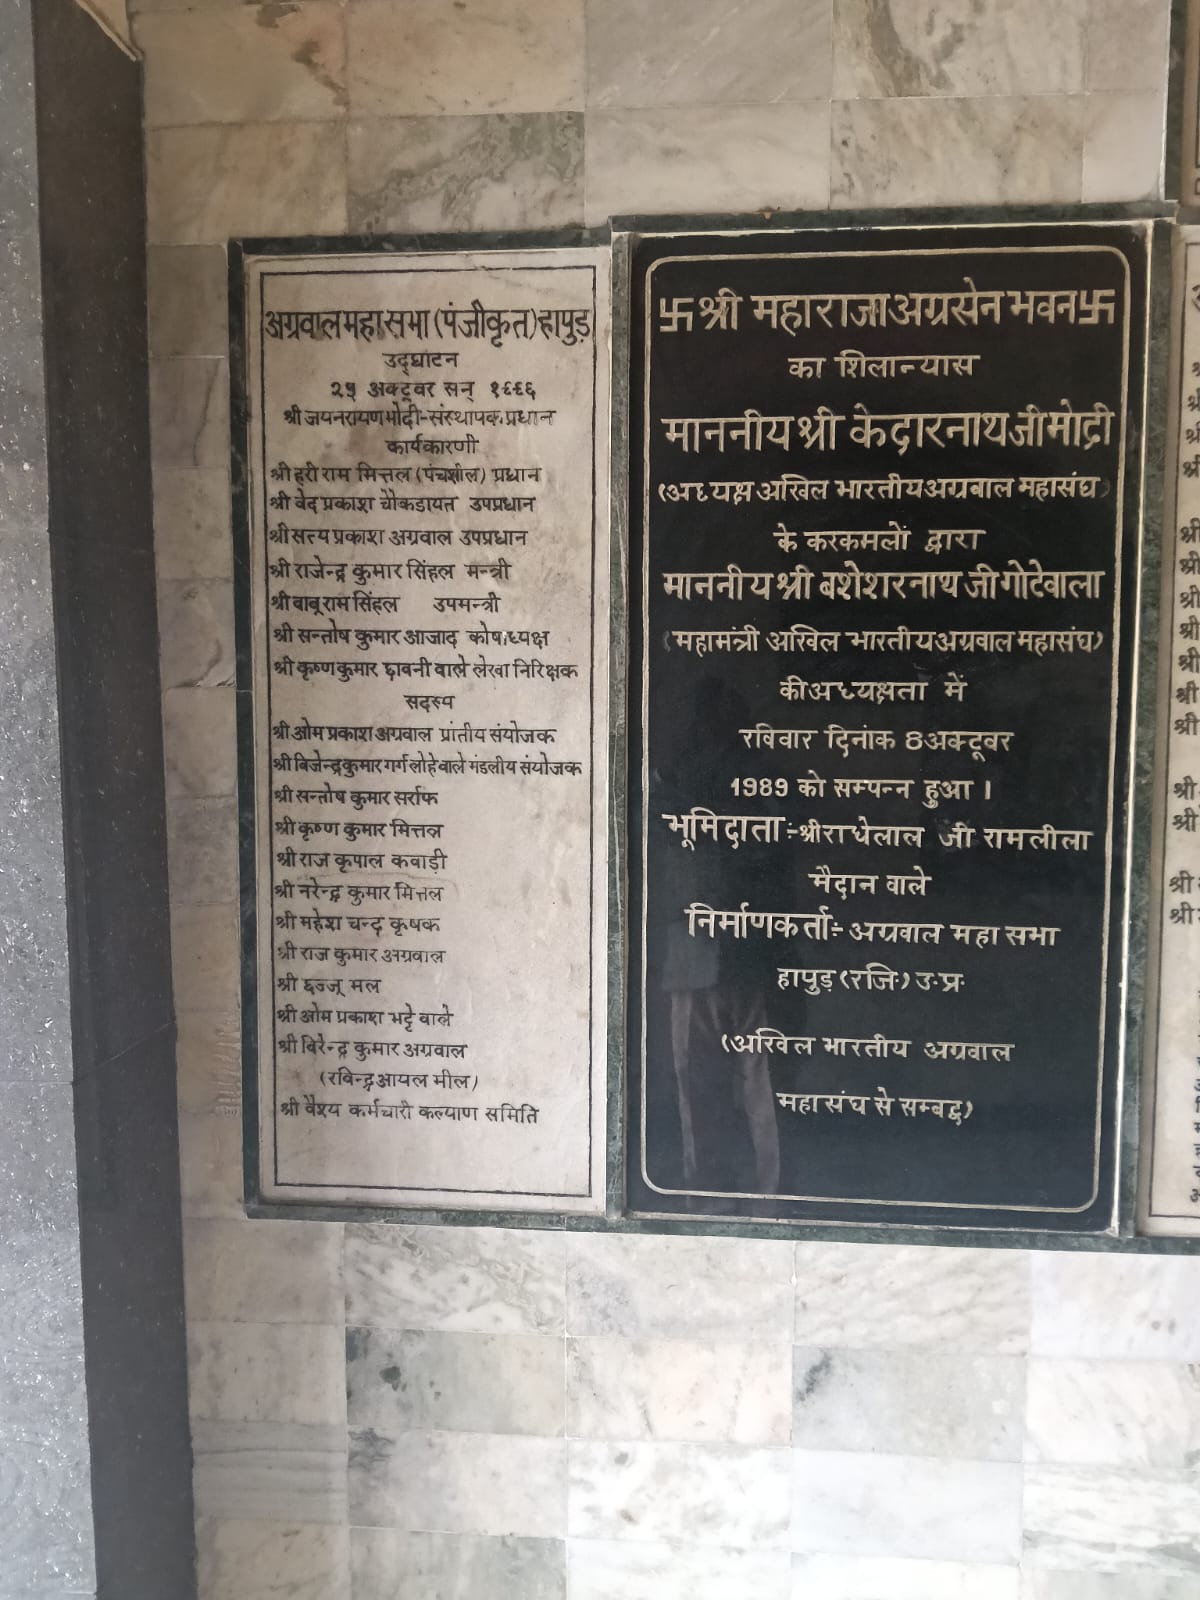 अग्रवाल महासभा (पंजीकृत) हापुड़
उद्घाटन
२५ अक्टूबर सन् १९९६
श्री जयनरायण मोदी-संस्थापक प्रधान
कार्यकारणी
श्री हरी राम मित्तल (पंचशील) प्रधान
श्री वेद प्रकाश चौकडायत उपप्रधान
श्री सत्य प्रकाश अग्रवाल उपप्रधान
श्री राजेन्द्र कुमार सिंहल मन्त्री
श्री बाबूराम सिंहल उपमन्त्री
श्री सन्तोष कुमार आजाद कोषाध्यक्ष
श्री कृष्ण कुमार छावनी वाले लेखा निरिक्षक
सदस्य
श्री ओम प्रकाश अग्रवाल प्रांतीय संयोजक
श्री विजेन्द्र कुमार गर्ग लोहे वाले मंडलीय संयोजक
श्री सन्तोष कुमार सर्राफ
श्री कृष्ण कुमार मित्तल
श्री राज कृपाल कवाड़ी
श्री नरेन्द्र कुमार मित्तल
श्री महेश चन्द्र कृषक
श्री राज कुमार अग्रवाल
श्री छज्जू मल
श्री ओम प्रकाश भट्टे वाले
श्री विरेन्द्र कुमार अग्रवाल
(रविन्द्र आयल मील)
श्री वैश्य कर्मचारी कल्याण समिति
卐 श्री महाराजा अग्रसेन भवन 卐
का शिलान्यास
माननीय श्री केदारनाथ जी मोदी
(अध्यक्ष अखिल भारतीय अग्रवाल महासंघ)
के करकमलों द्वारा
माननीय श्री बशेशरनाथ जी गोटेवाला
(महामंत्री अखिल भारतीय अग्रवाल महासंघ)
की अध्यक्षता में
रविवार दिनांक 8 अक्टूबर
1989 को सम्पन्न हुआ ।
भूमिदाता:-श्री राधेलाल जी रामलीला
मैदान वाले
निर्माणकर्ता:- अग्रवाल महा सभा
हापुड़ (रजि॰) उ॰ प्र॰
(अखिल भारतीय अग्रवाल
महासंघ से सम्बद्व)